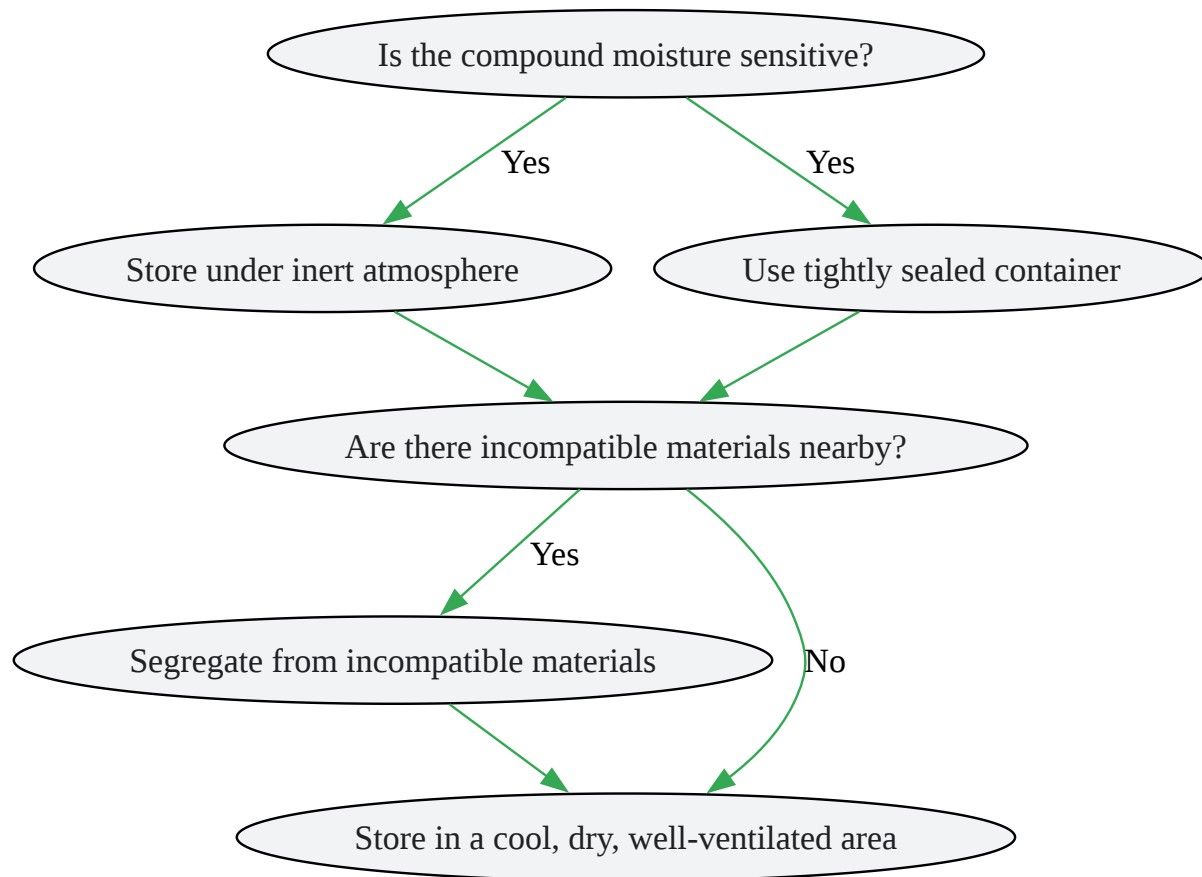 Is the compound moisture sensitive?
Yes
Yes
Store under inert atmosphere
Use tightly sealed container
Are there incompatible materials nearby?
Yes
Segregate from incompatible materials
No
Store in a cool, dry, well-ventilated area